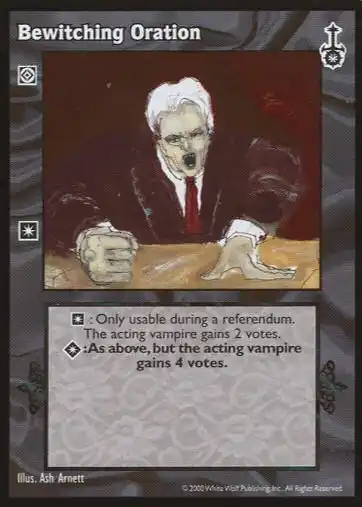 Bewitching Oration
: Only usable during a referendum.
The acting vampire gains 2 votes.
:As above, but the acting vampire
gains 4 votes.
Illus. Ash Arnett
© 2000 White Wolf Publishing, Inc. All Rights Reserved.